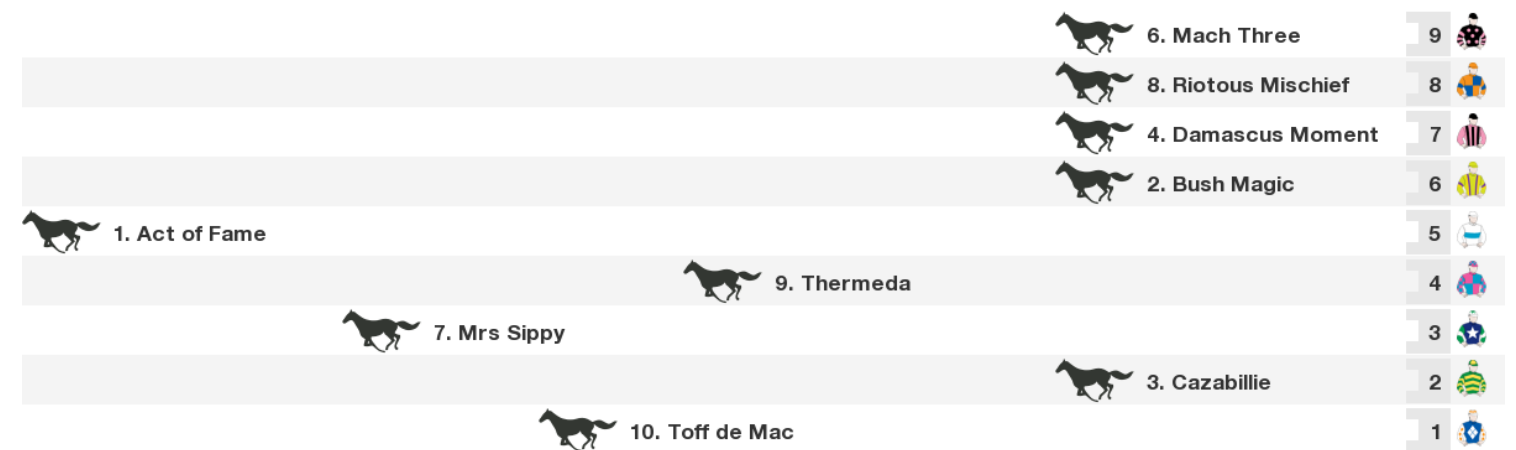 6. Mach Three 9
8. Riotous Mischief 8
4. Damascus Moment 7
2. Bush Magic 6
1. Act of Fame 5
9. Thermeda 4
7. Mrs Sippy 3
3. Cazabillie 2
10. Toff de Mac 1